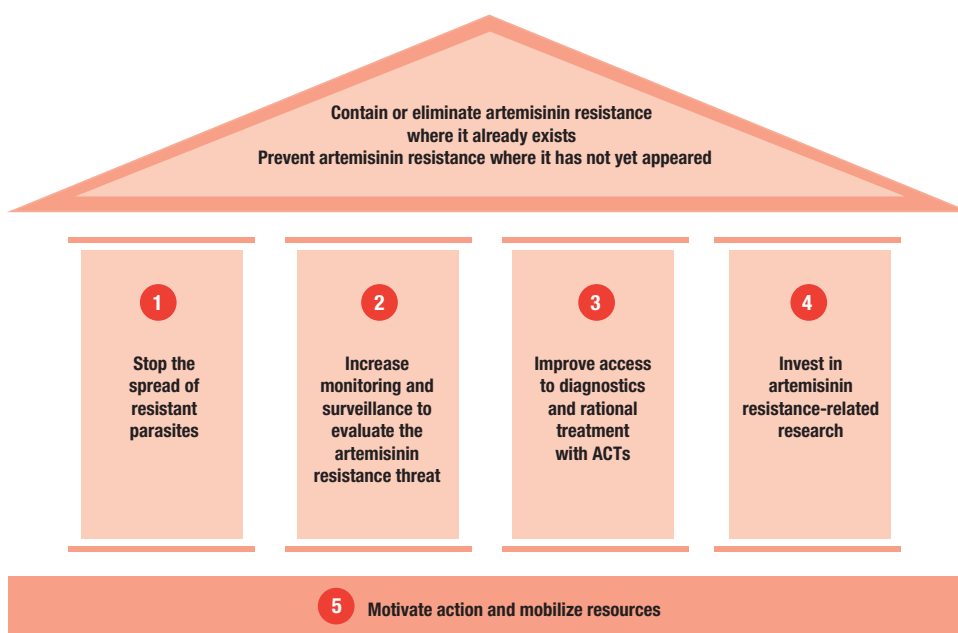 Contain or eliminate artemisinin resistance
where it already exists
Prevent artemisinin resistance where it has not yet appeared
1
Stop the
spread of
resistant
parasites
2
Increase
monitoring and
surveillance to
evaluate the
artemisinin
resistance threat
3
Improve access
to diagnostics
and rational
treatment
with ACTs
4
Invest in
artemisinin
resistance-related
research
5 Motivate action and mobilize resources